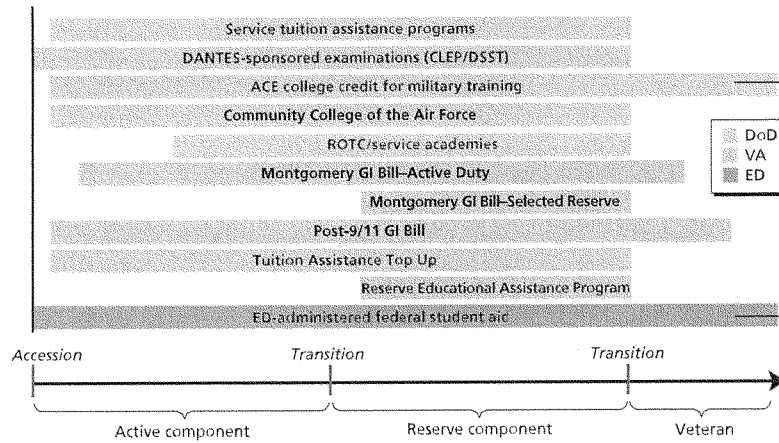 Service tuition assistance programs
DANTES-sponsored examinations (CLEP/DSST)
ACE college credit for military training
Community College of the Air Force
ROTC/service academies
Montgomery GI Bill–Active Duty
Montgomery GI Bill–Selected Reserve
Post-9/11 GI Bill
Tuition Assistance Top Up
Reserve Educational Assistance Program
ED-administered federal student aid
DoD
VA
ED
Accession
Transition
Transition
Active component
Reserve component
Veteran